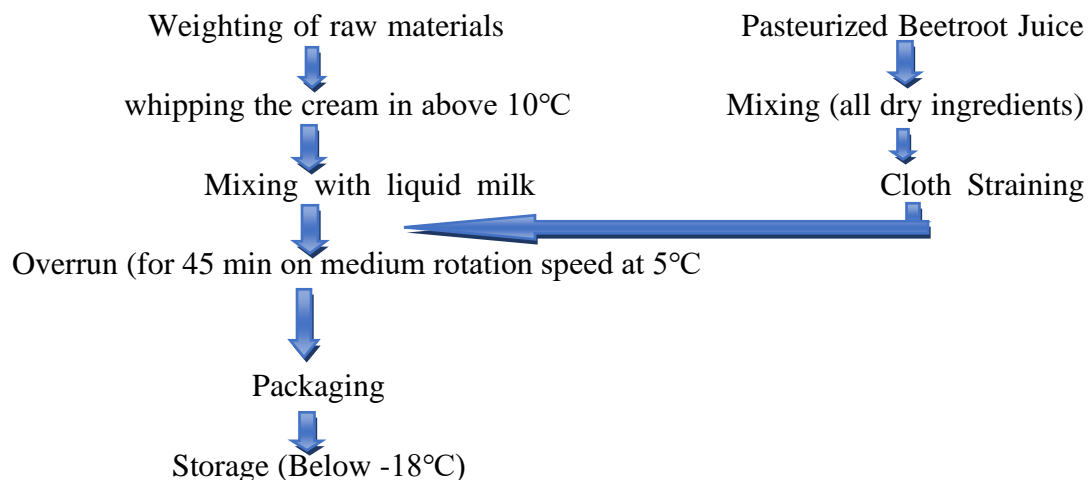 Weighting of raw materials
Pasteurized Beetroot Juice
whipping the cream in above 10°C
Mixing (all dry ingredients)
Mixing with liquid milk
Cloth Straining
Overrun (for 45 min on medium rotation speed at 5°C
Packaging
Storage (Below -18°C)